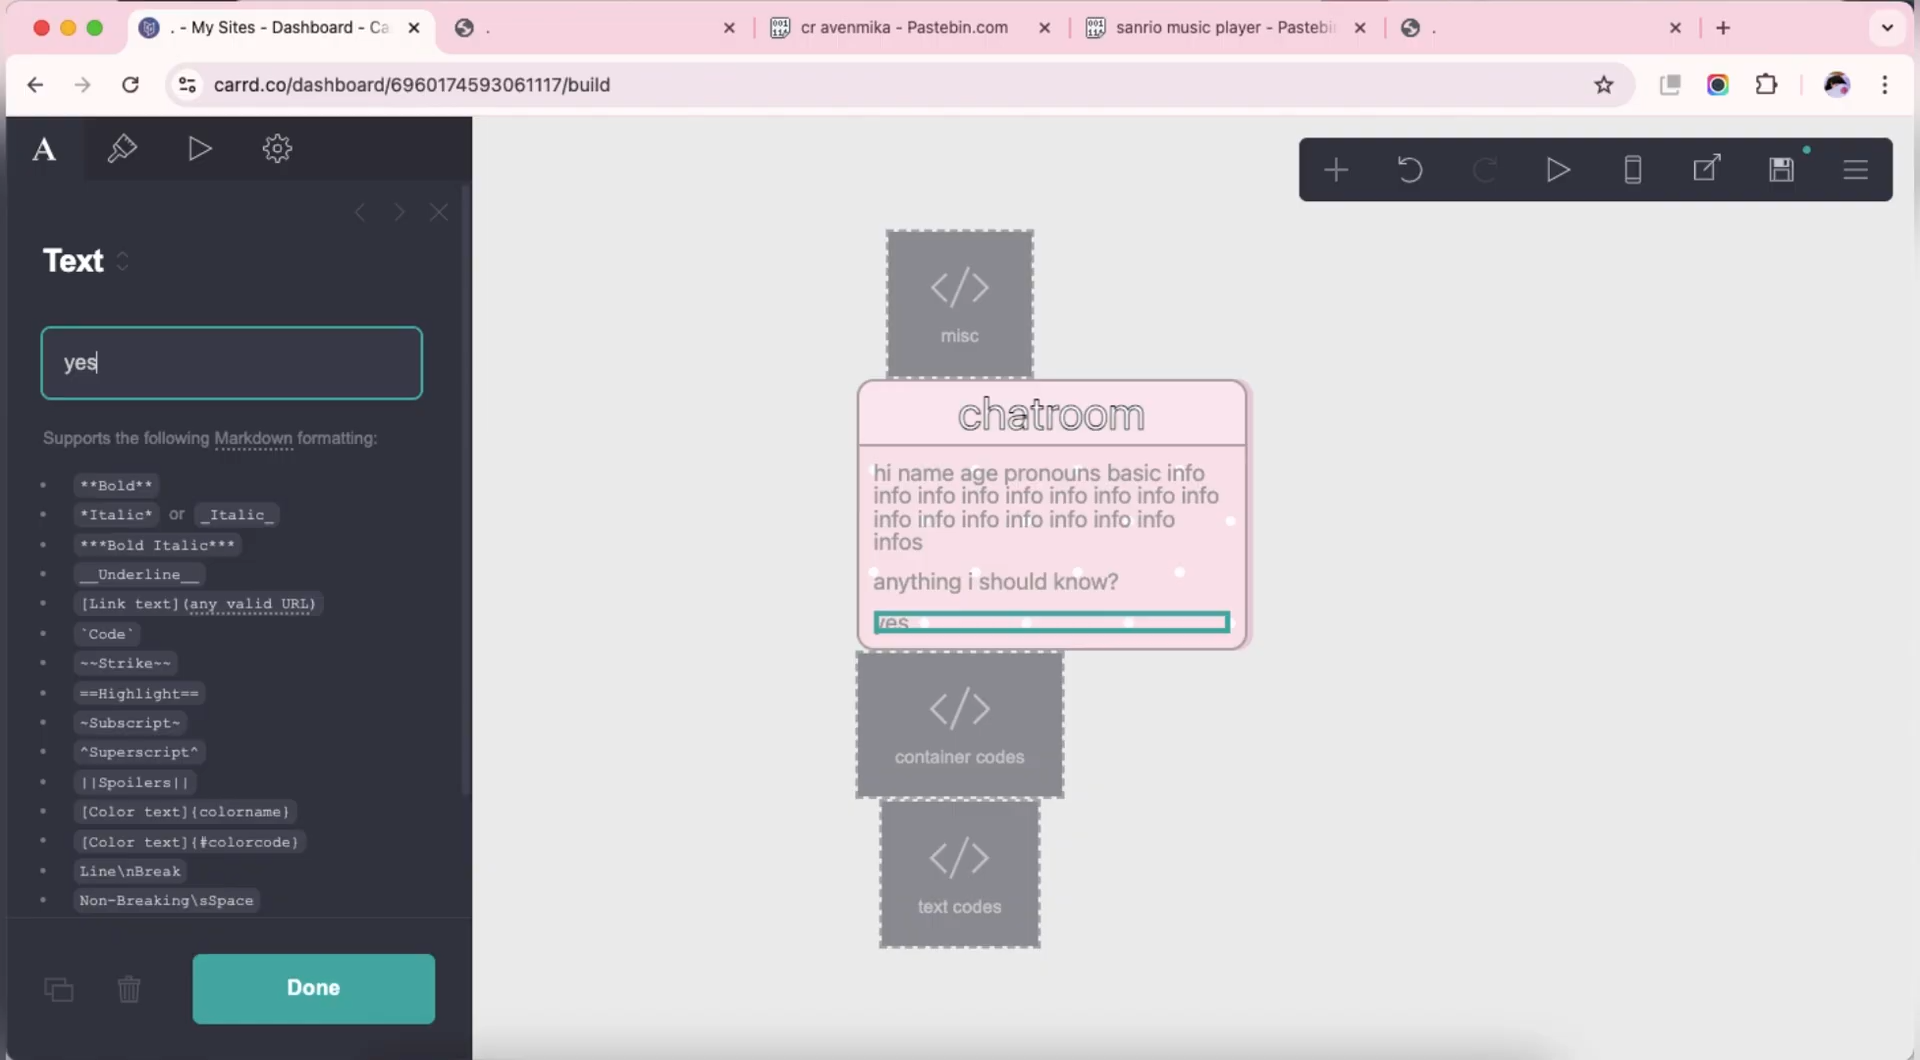 . - My Sites - Dashboard - Ca
.
cr avenmika - Pastebin.com
sanrio music player - Pastebi
.
carrd.co/dashboard/6960174593061117/build
A
Text
yes
Supports the following Markdown formatting:
**Bold**
*Italic* or _Italic_
***Bold Italic***
__Underline__
[Link text](any valid URL)
`Code`
~~Strike~~
==Highlight==
~Subscript~
^Superscript^
||Spoilers||
[Color text]{colorname}
[Color text]{#colorcode}
Line\nBreak
Non-Breaking\sSpace
Done
</> misc
chatroom
hi name age pronouns basic info
info info info info info info info info
info info info info info info info
infos
anything i should know?
yes
</> container codes
</> text codes